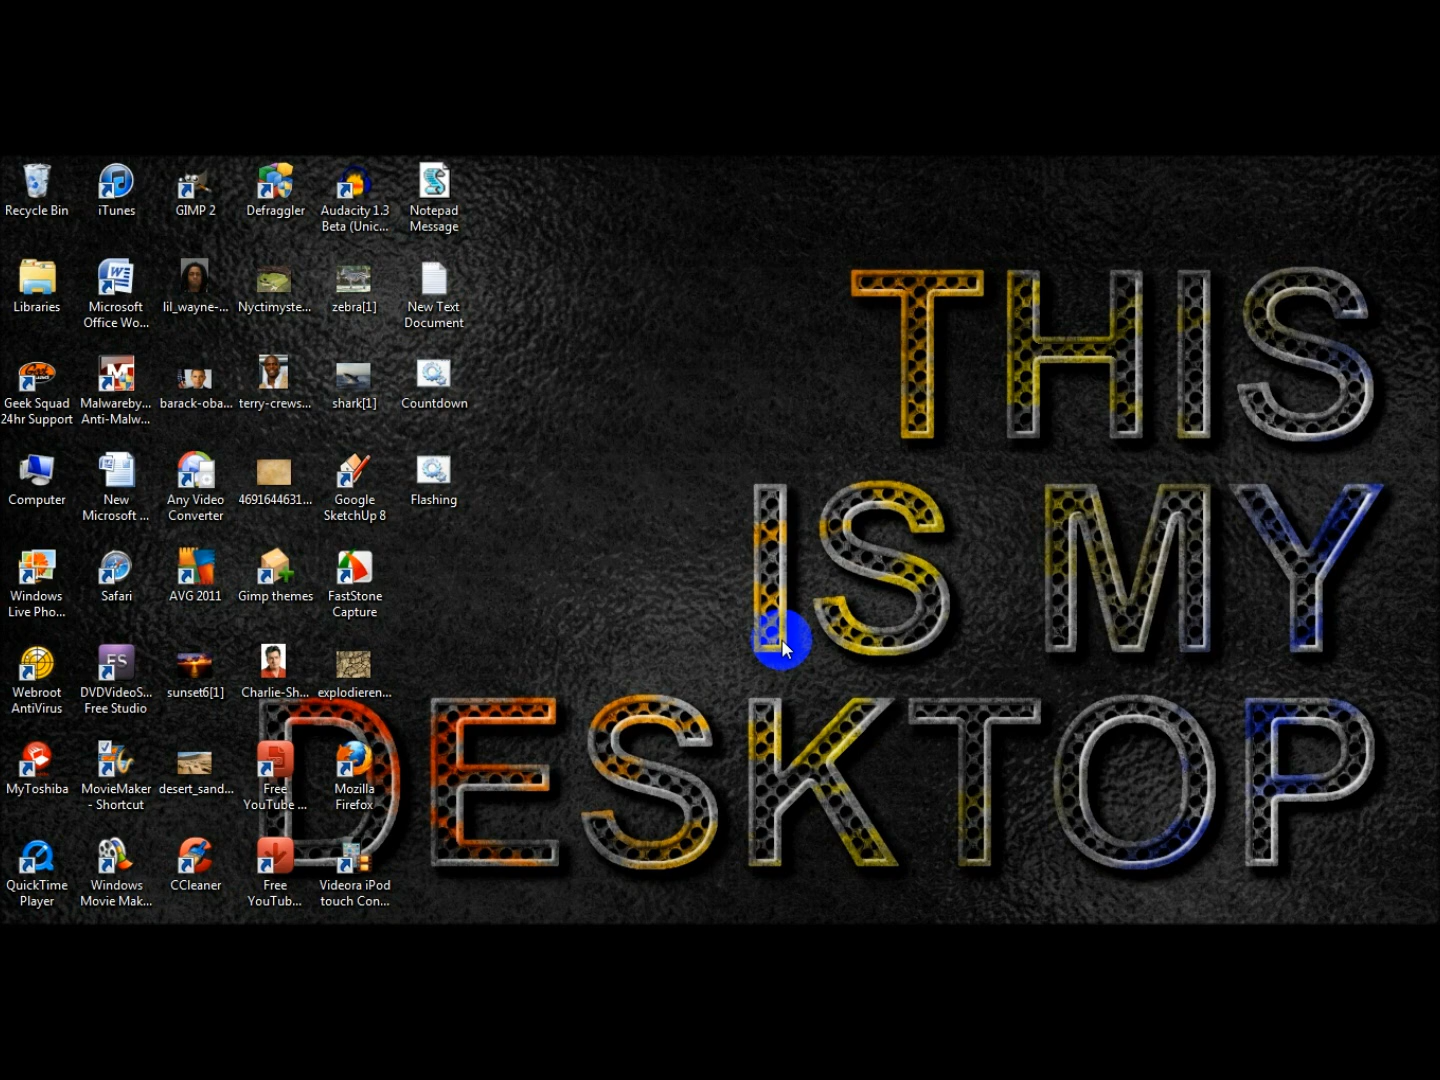 Recycle Bin
iTunes
GIMP 2
Defraggler
Audacity 1.3
Beta (Unic...
Notepad
Message
Libraries
Microsoft
Office Wo...
lil_wayne-...
Nyctimyste...
zebra[1]
New Text
Document
Geek Squad
24hr Support
Malwareby...
Anti-Malw...
barack-oba...
terry-crews...
shark[1]
Countdown
Computer
New
Microsoft ...
Any Video
Converter
4691644631...
Google
SketchUp 8
Flashing
Windows
Live Pho...
Safari
AVG 2011
Gimp themes
FastStone
Capture
Webroot
AntiVirus
DVDVideoS...
Free Studio
sunset6[1]
Charlie-Sh...
explodieren...
MyToshiba
MovieMaker
- Shortcut
desert_sand...
Free
YouTube ...
Mozilla
Firefox
QuickTime
Player
Windows
Movie Mak...
CCleaner
Free
YouTub...
Videora iPod
touch Con...
THIS
IS MY
DESKTOP